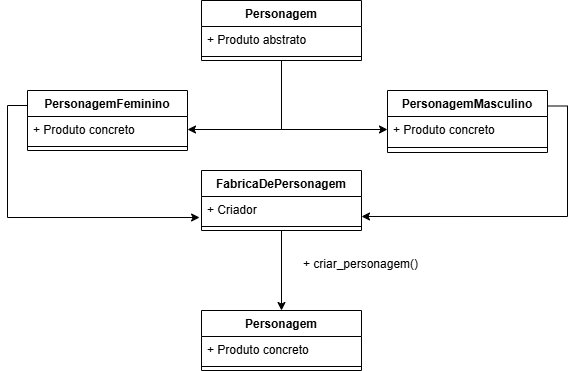 Personagem
+ Produto abstrato
PersonagemFeminino
+ Produto concreto
PersonagemMasculino
+ Produto concreto
FabricaDePersonagem
+ Criador
+ criar_personagem()
Personagem
+ Produto concreto